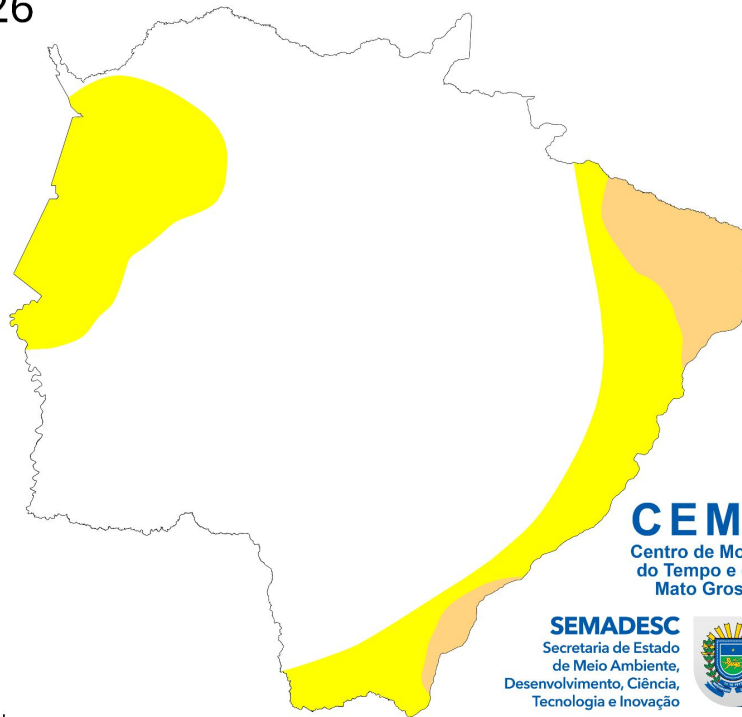 26
CEM
Centro de Mo
do Tempo e
Mato Gros
SEMADESC
Secretaria de Estado
de Meio Ambiente,
Desenvolvimento, Ciência,
Tecnologia e Inovação